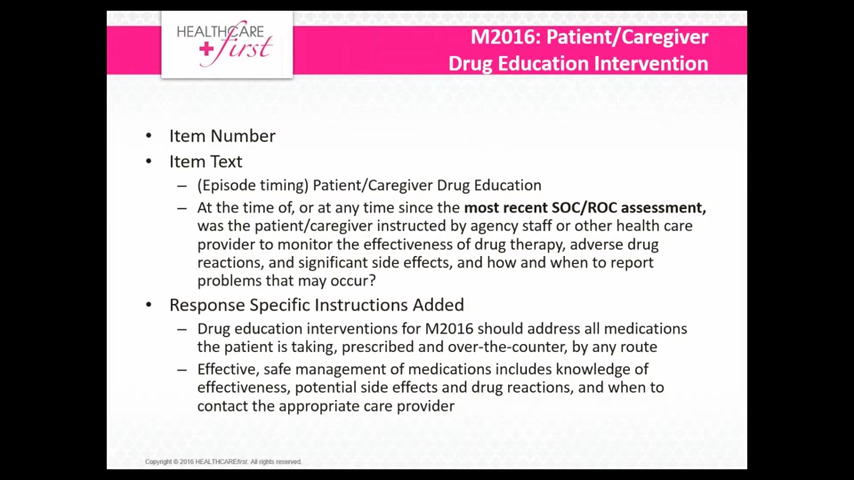 HEALTHCARE
first
M2016: Patient/Caregiver
Drug Education Intervention
• Item Number
• Item Text
– (Episode timing) Patient/Caregiver Drug Education
– At the time of, or at any time since the most recent SOC/ROC assessment,
was the patient/caregiver instructed by agency staff or other health care
provider to monitor the effectiveness of drug therapy, adverse drug
reactions, and significant side effects, and how and when to report
problems that may occur?
• Response Specific Instructions Added
– Drug education interventions for M2016 should address all medications
the patient is taking, prescribed and over-the-counter, by any route
– Effective, safe management of medications includes knowledge of
effectiveness, potential side effects and drug reactions, and when to
contact the appropriate care provider
Copyright © 2016 HEALTHCAREfirst. All rights reserved.